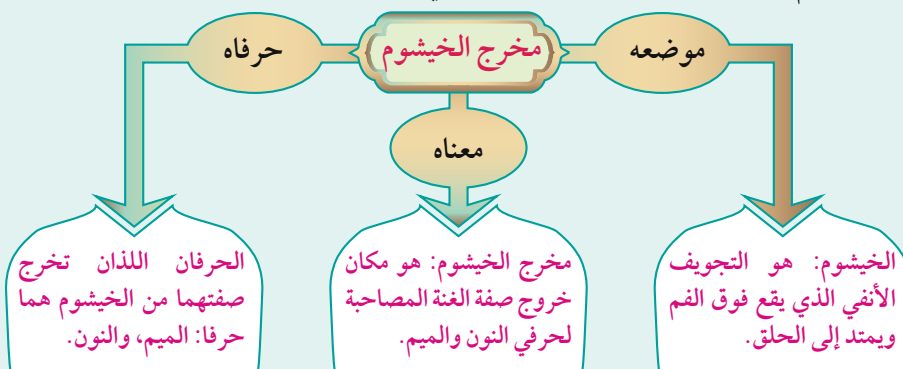 مخرج الخيشوم
موضعه
حرفاه
معناه
الخيشوم: هو التجويف
الأنفي الذي يقع فوق الفم
ويمتد إلى الحلق.
مخرج الخيشوم: هو مكان
خروج صفة الغنة المصاحبة
لحرفي النون والميم.
الحرفان اللذان تخرج
صفتهما من الخيشوم هما
حرفا: الميم، والنون.